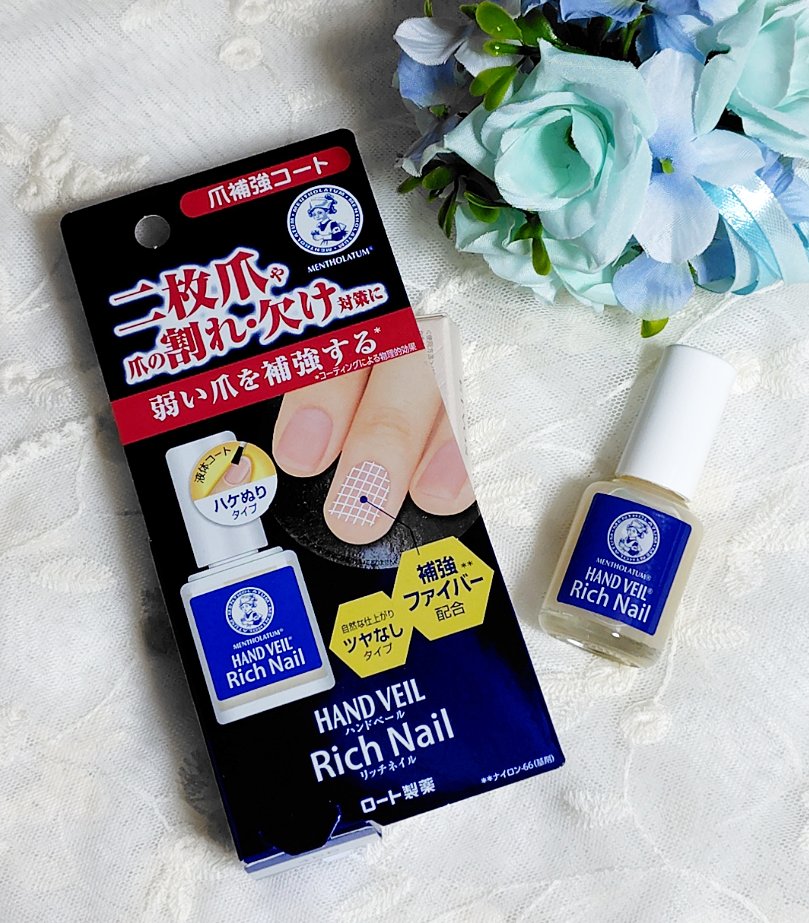 爪補強コート
MENTHOLATUM
MENTHOLATUM®
二枚爪や
爪の割れ・欠け対策に
弱い爪を補強する*
*コーティングによる物理的効果
液体コート
ハケぬり
タイプ
補強**
ファイバー
配合
自然な仕上がり
ツヤなし
タイプ
MENTHOLATUM®
HAND VEIL®
Rich Nail
HAND VEIL
ハンドベール
Rich Nail
リッチネイル
**ナイロン-66(基剤)
ロート製薬
MENTHOLATUM
MENTHOLATUM®
HAND VEIL®
Rich Nail